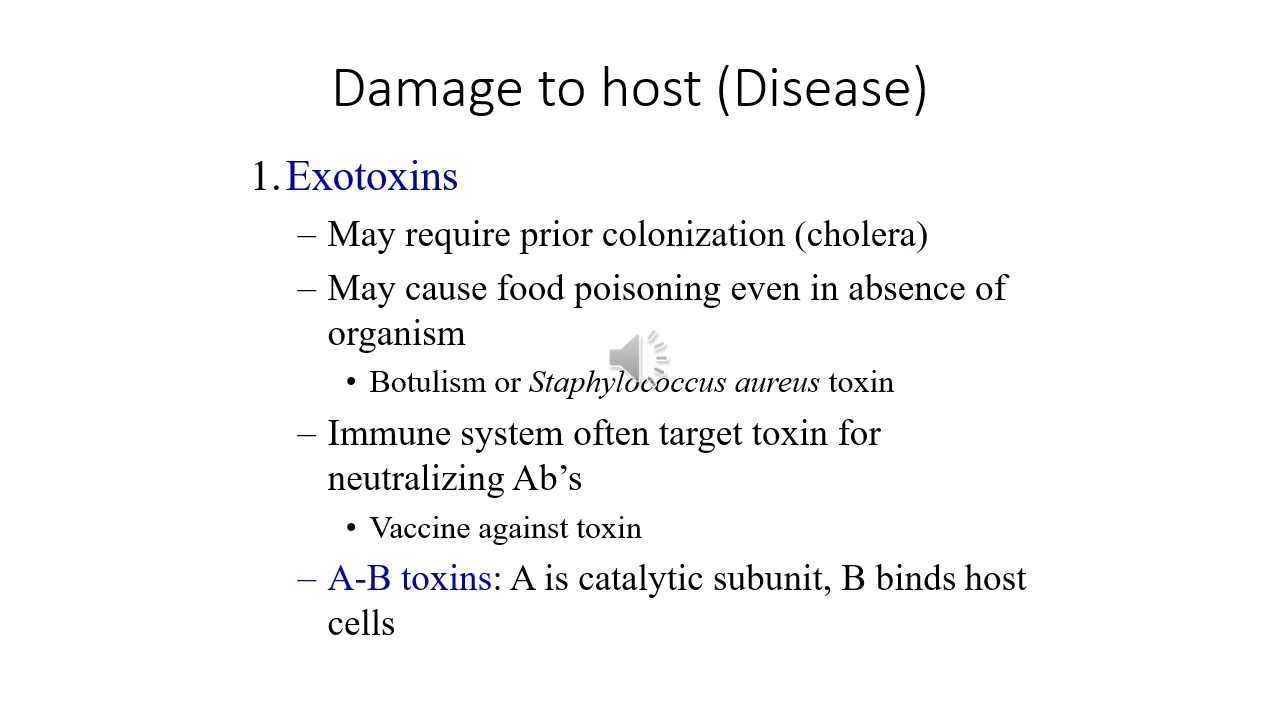 Damage to host (Disease)
1. Exotoxins
– May require prior colonization (cholera)
– May cause food poisoning even in absence of
organism
• Botulism or Staphylococcus aureus toxin
– Immune system often target toxin for
neutralizing Ab’s
• Vaccine against toxin
– A-B toxins: A is catalytic subunit, B binds host
cells